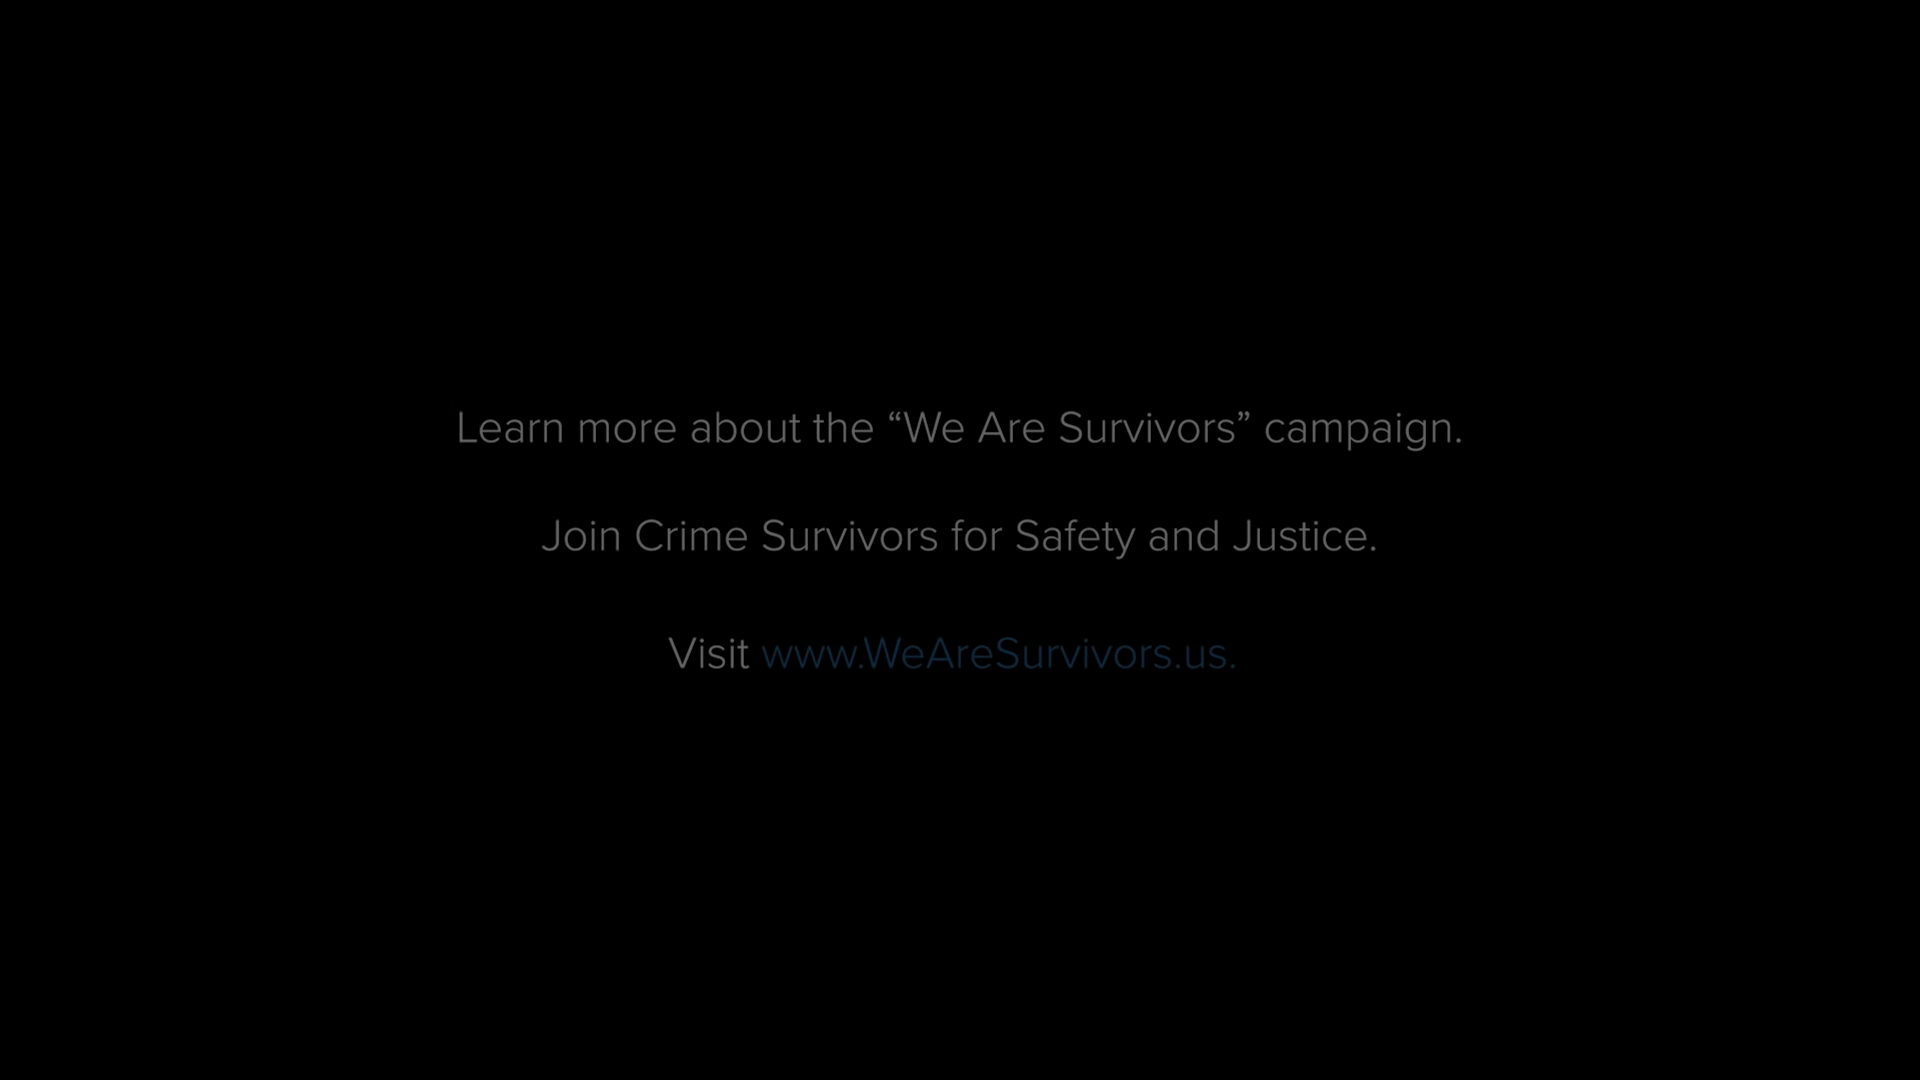 Learn more about the “We Are Survivors” campaign.
Join Crime Survivors for Safety and Justice.
Visit www.WeAreSurvivors.us.